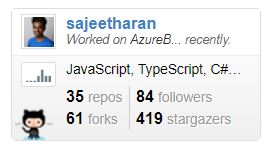 sajeetharan
Worked on AzureB... recently.
JavaScript, TypeScript, C#...
35 repos 84 followers
61 forks 419 stargazers